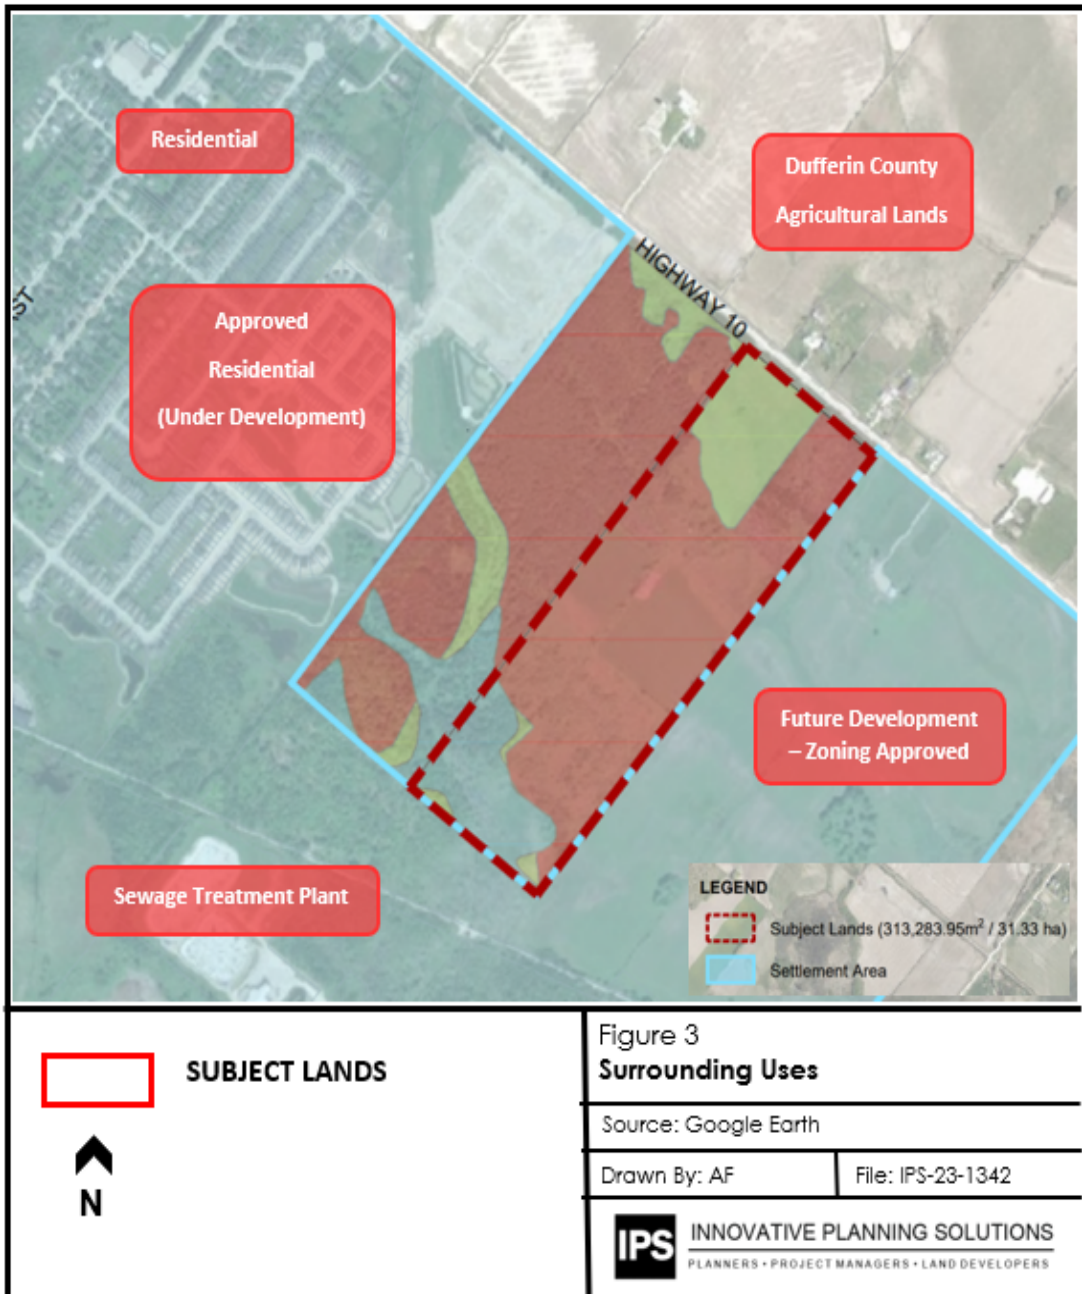 Residential
Dufferin County
Agricultural Lands
HIGHWAY 10
ST
Approved
Residential
(Under Development)
Future Development
– Zoning Approved
Sewage Treatment Plant
LEGEND
Subject Lands (313,283.95m² / 31.33 ha)
Settlement Area
SUBJECT LANDS
N
Figure 3
Surrounding Uses
Source: Google Earth
Drawn By: AF
File: IPS-23-1342
IPS
INNOVATIVE PLANNING SOLUTIONS
PLANNERS • PROJECT MANAGERS • LAND DEVELOPERS